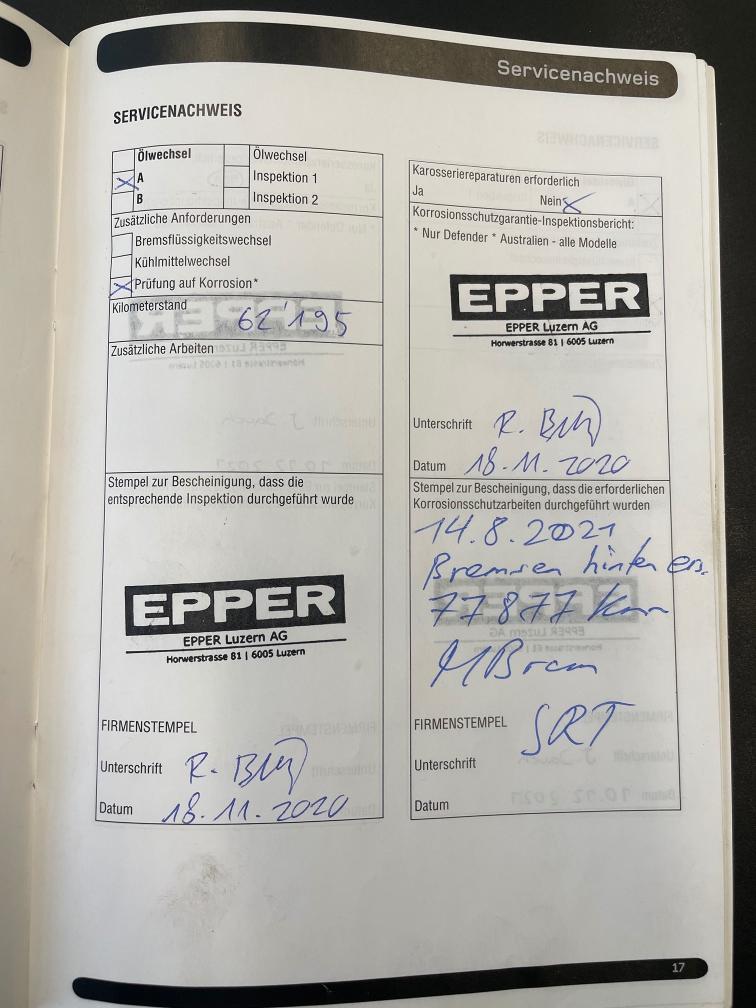 Servicenachweis
SERVICENACHWEIS
Ölwechsel
A
B
Ölwechsel
Inspektion 1
Inspektion 2
Zusätzliche Anforderungen
Bremsflüssigkeitswechsel
Kühlmittelwechsel
Prüfung auf Korrosion*
Kilometerstand 62'195
Zusätzliche Arbeiten
Stempel zur Bescheinigung, dass die
entsprechende Inspektion durchgeführt wurde
EPPER
EPPER Luzern AG
Horwerstrasse 81 | 6005 Luzern
FIRMENSTEMPEL
Unterschrift R.
Datum 18.11.2020
Karosseriereparaturen erforderlich
Ja Nein
Korrosionsschutzgarantie-Inspektionsbericht:
* Nur Defender * Australien - alle Modelle
EPPER
EPPER Luzern AG
Horwerstrasse 81 | 6005 Luzern
Unterschrift R.
Datum 18.11.2020
Stempel zur Bescheinigung, dass die erforderlichen
Korrosionsschutzarbeiten durchgeführt wurden
14.8.2021
Bremsen hinten ers.
77877 km
FIRMENSTEMPEL SRT
Unterschrift
Datum
17